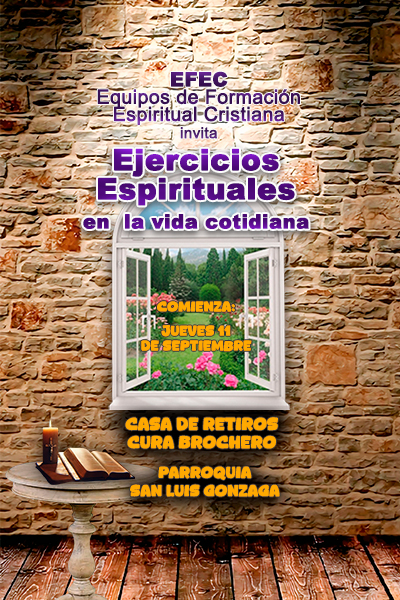 EFEC
Equipos de Formación
Espiritual Cristiana
invita
Ejercicios
Espirituales
en la vida cotidiana
COMIENZA:
JUEVES 11
DE SEPTIEMBRE
CASA DE RETIROS
CURA BROCHERO
PARROQUIA
SAN LUIS GONZAGA